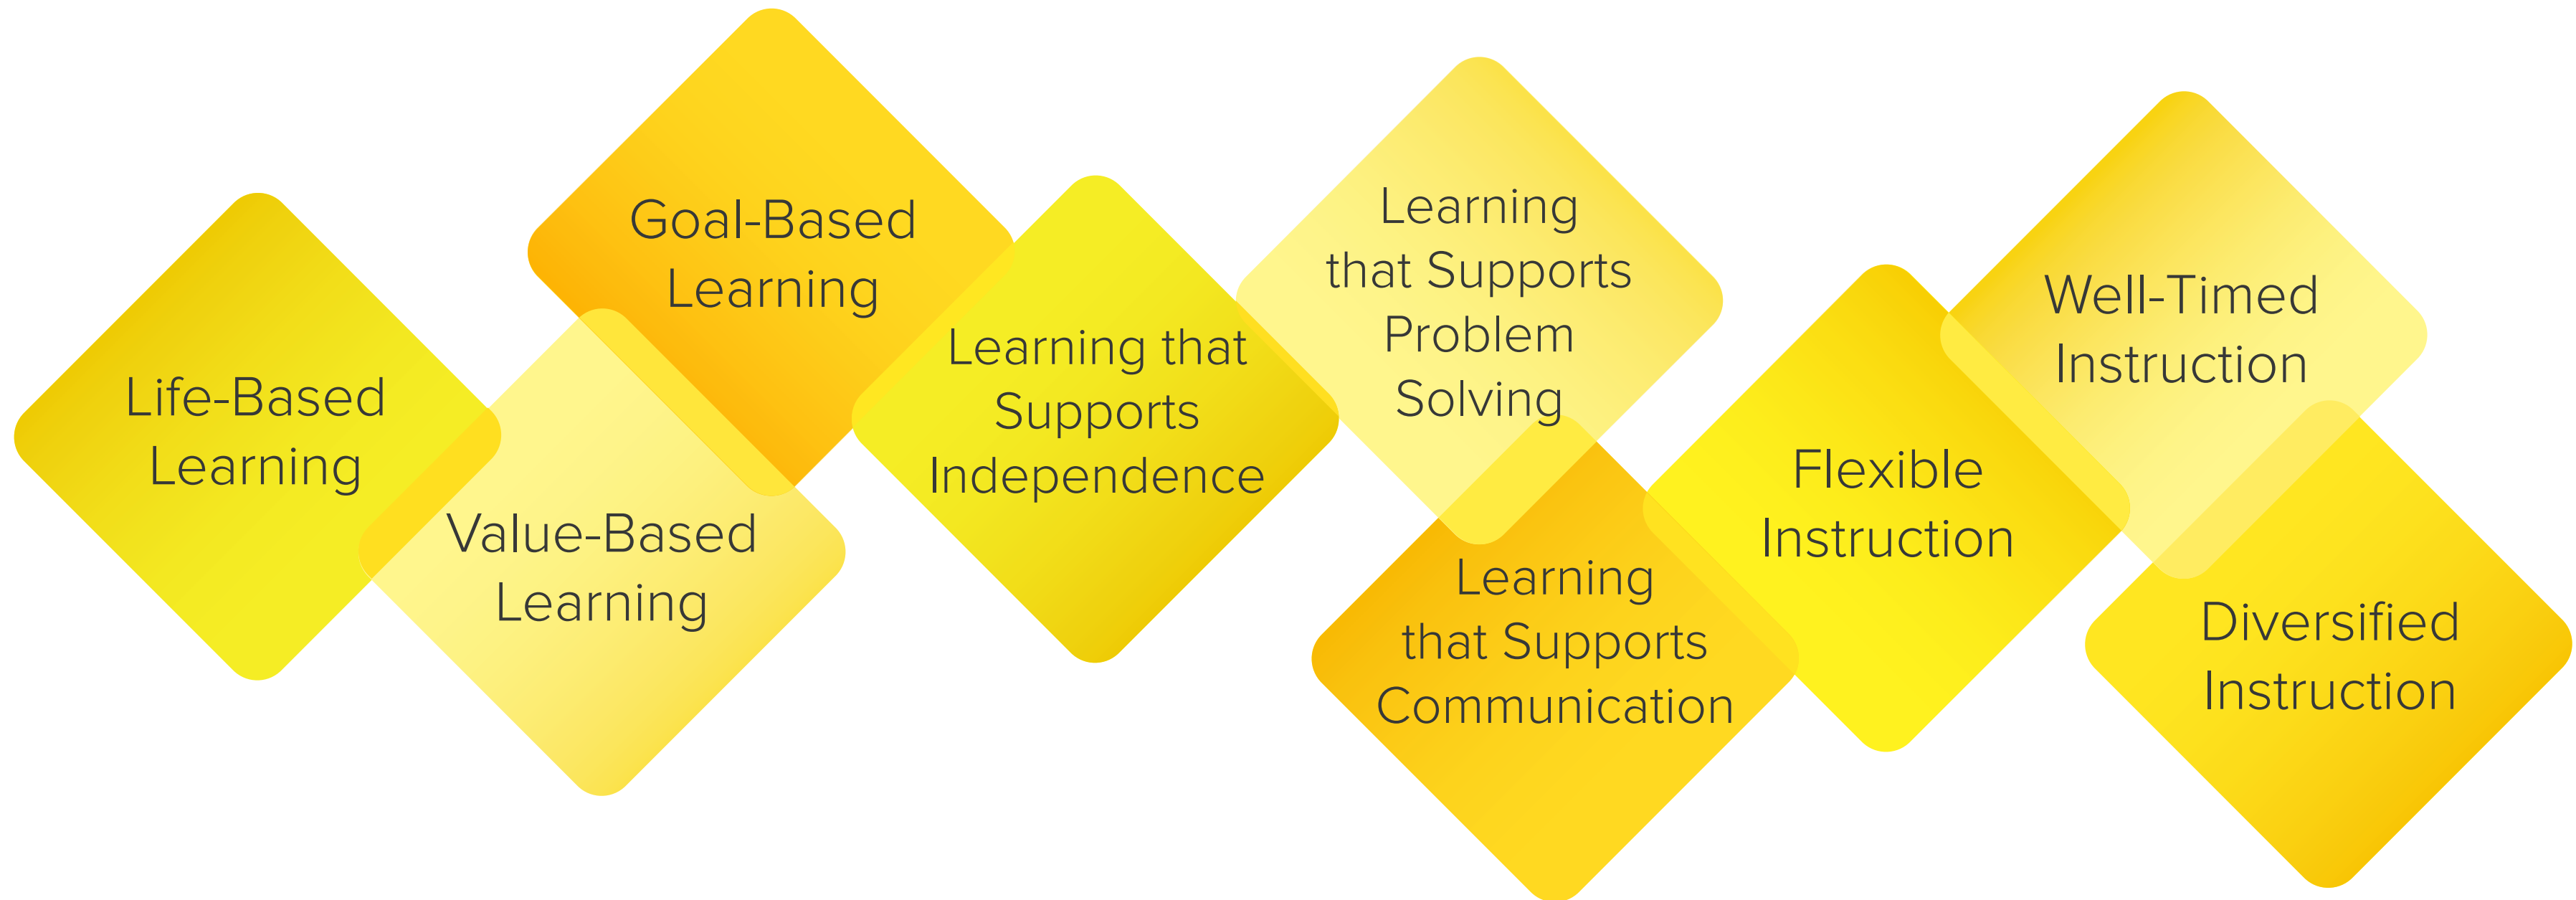 Life-Based
Learning
Value-Based
Learning
Goal-Based
Learning
Learning that
Supports
Independence
Learning
that Supports
Problem
Solving
Learning
that Supports
Communication
Flexible
Instruction
Well-Timed
Instruction
Diversified
Instruction